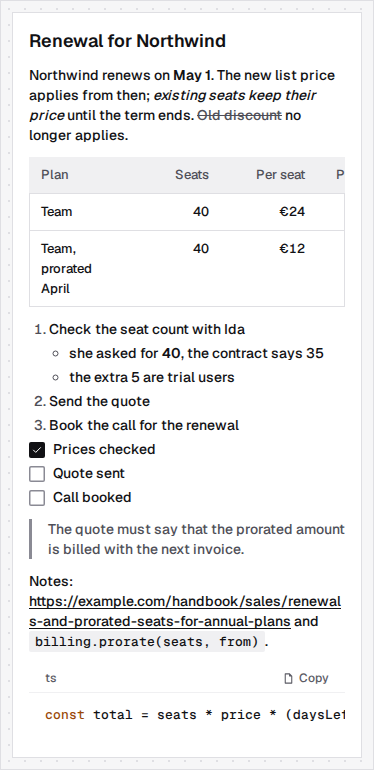 Renewal for Northwind
Northwind renews on May 1. The new list price
applies from then; existing seats keep their
price until the term ends. Old discount no
longer applies.
Plan Seats Per seat P
Team 40 €24
Team, 40 €12
prorated
April
1. Check the seat count with Ida
she asked for 40, the contract says 35
the extra 5 are trial users
2. Send the quote
3. Book the call for the renewal
Prices checked
Quote sent
Call booked
The quote must say that the prorated amount
is billed with the next invoice.
Notes:
https://example.com/handbook/sales/renewal
s-and-prorated-seats-for-annual-plans and
billing.prorate(seats, from).
ts Copy
const total = seats * price * (daysLef